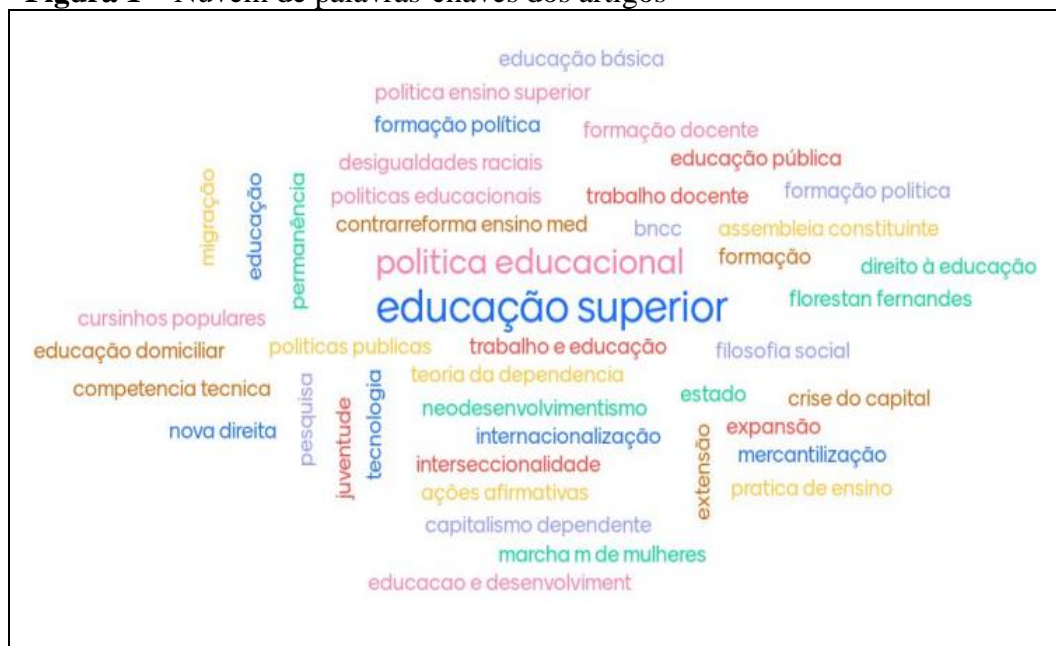 Figura 1 – Nuvem de palavras-chaves dos artigos
educação básica
politica ensino superior
formação política
formação docente
desigualdades raciais
educação pública
migração
educação
permanência
politicas educacionais
trabalho docente
formação politica
contrarreforma ensino med
bncc
assembleia constituinte
politica educacional
formação
direito à educação
educação superior
florestan fernandes
cursinhos populares
educação domiciliar
politicas publicas
trabalho e educação
filosofia social
teoria da dependencia
competencia tecnica
pesquisa
juventude
tecnologia
neodesenvolvimentismo
estado
crise do capital
nova direita
internacionalização
extensão
expansão
mercantilização
interseccionalidade
ações afirmativas
pratica de ensino
capitalismo dependente
marcha m de mulheres
educacao e desenvolviment